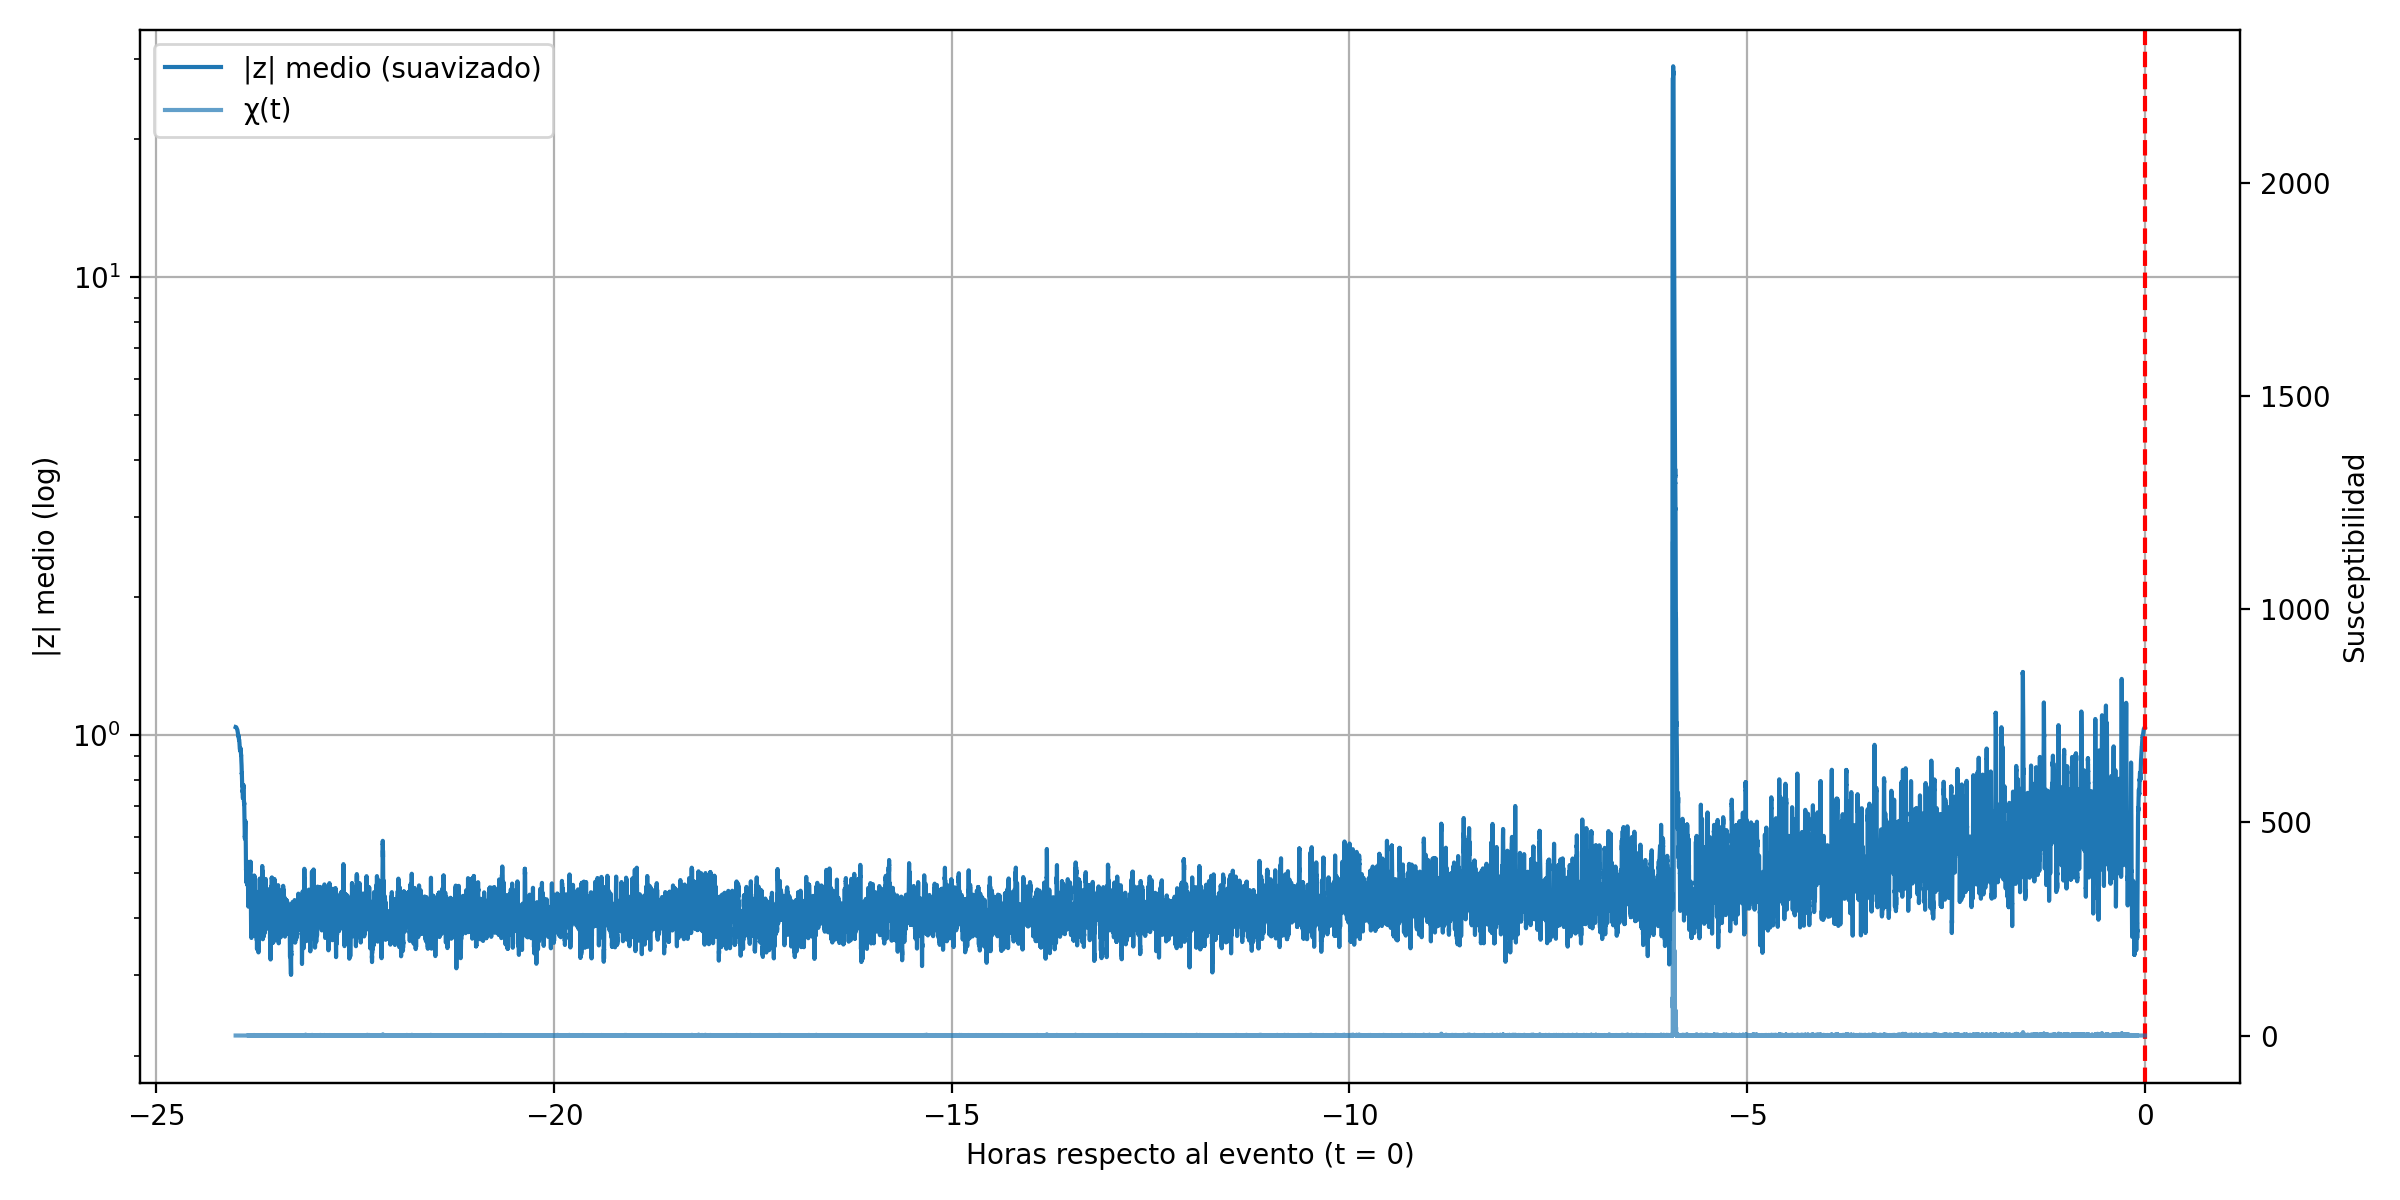 |z| medio (suavizado)
χ(t)
10¹
10⁰
|z| medio (log)
2000
1500
1000
500
0
Susceptibilidad
−25
−20
−15
−10
−5
0
Horas respecto al evento (t = 0)